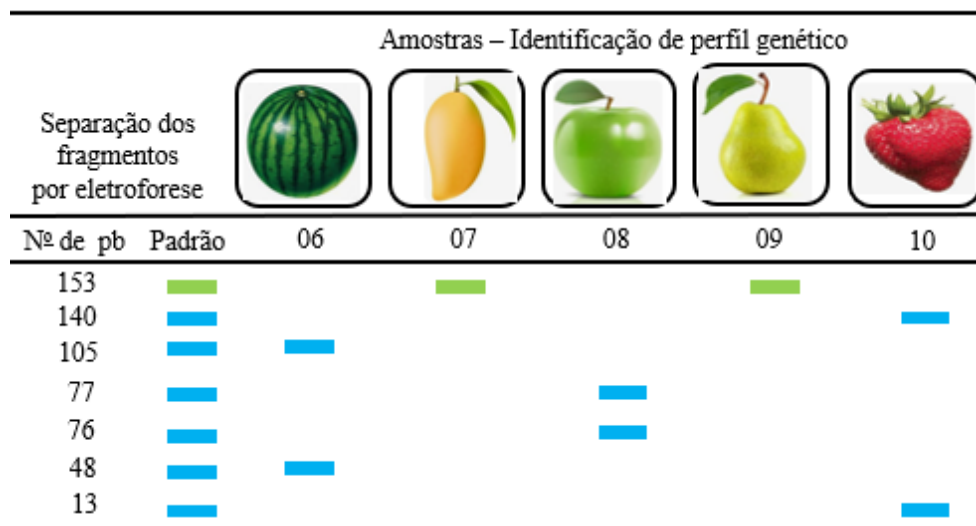 Amostras – Identificação de perfil genético
Separação dos
fragmentos
por eletroforese
Nº de pb Padrão 06 07 08 09 10
153
140
105
77
76
48
13